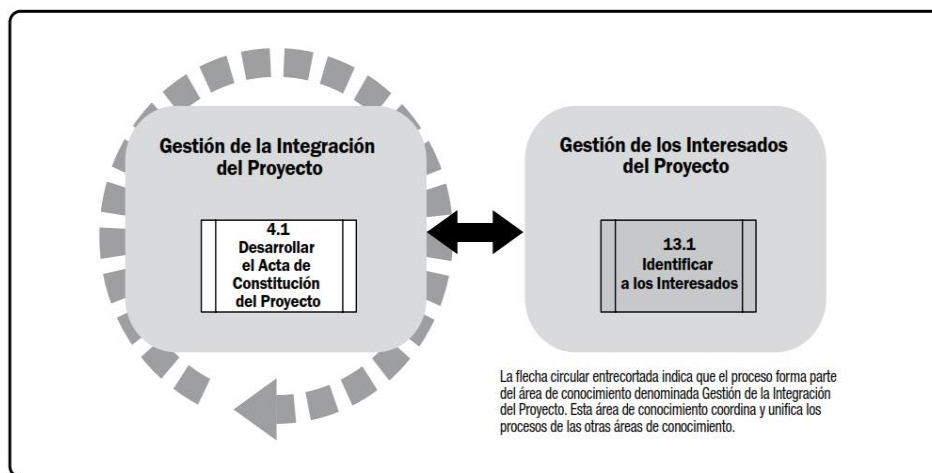 Gestión de la Integración
del Proyecto
4.1
Desarrollar
el Acta de
Constitución
del Proyecto
Gestión de los Interesados
del Proyecto
13.1
Identificar
a los Interesados
La flecha circular entrecortada indica que el proceso forma parte
del área de conocimiento denominada Gestión de la Integración
del Proyecto. Esta área de conocimiento coordina y unifica los
procesos de las otras áreas de conocimiento.